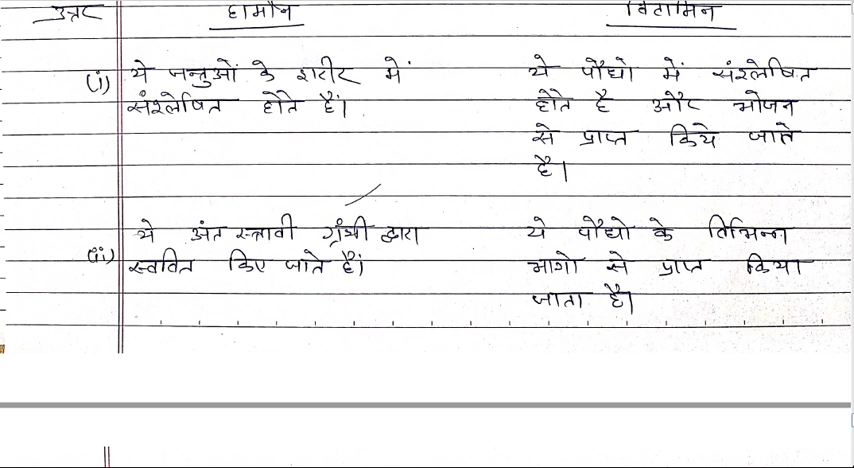 उत्तर हार्मोन विटामिन
(i) ये जन्तुओं के शरीर में ये पौधो में संश्लेषित
संश्लेषित होते हैं। होते है और भोजन
से प्राप्त किये जाते
है।
ये अंत स्त्रावी ग्रंथी द्वारा ये पौधो के विभिन्न
(ii) स्त्रवित किए जाते हैं। भागो से प्राप्त किया
जाता है।